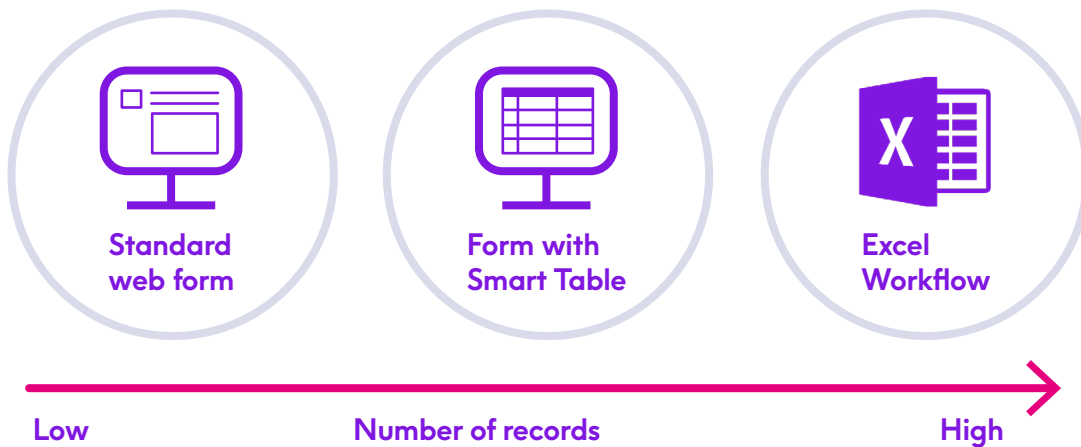 X
Standard
web form
Form with
Smart Table
Excel
Workflow
Low
Number of records
High